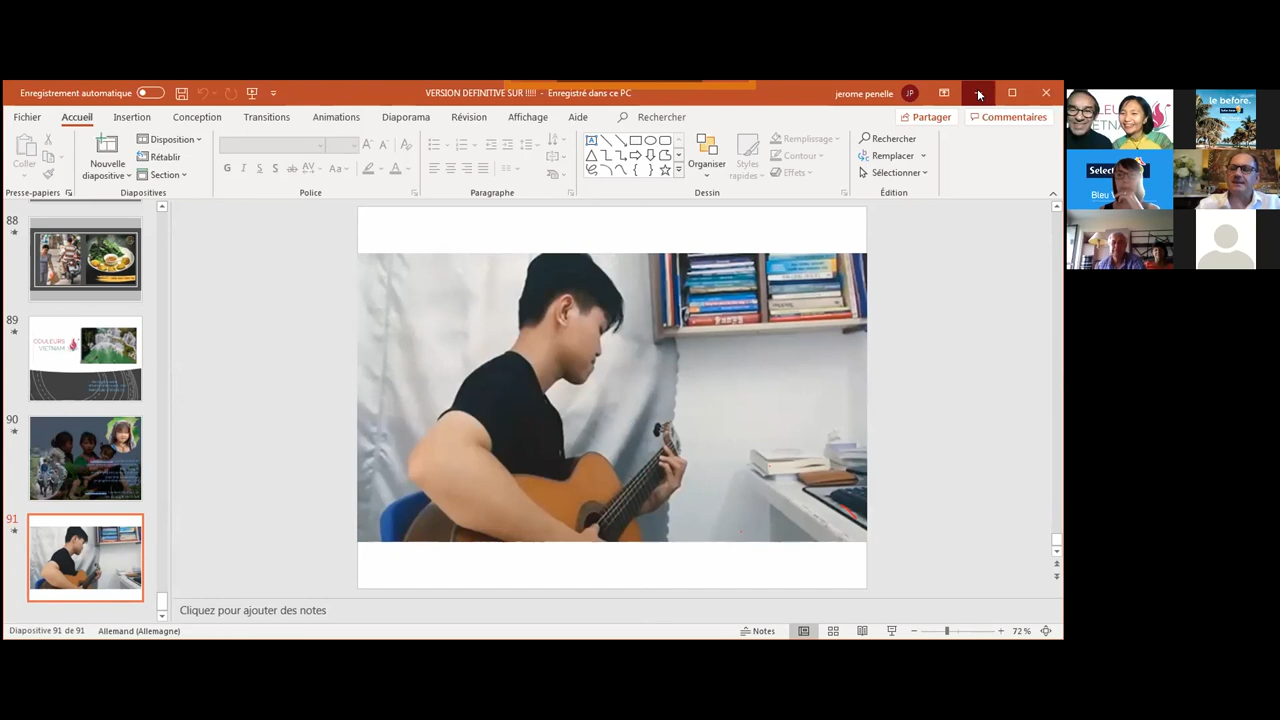 Enregistrement automatique
VERSION DEFINITIVE SUR !!!!! - Enregistré dans ce PC
jerome penelle
JP
Fichier
Accueil
Insertion
Conception
Transitions
Animations
Diaporama
Révision
Affichage
Aide
Rechercher
Partager
Commentaires
Coller
Nouvelle
diapositive
Disposition
Rétablir
Section
G I S S ab AV Aa
Organiser
Styles
rapides
Remplissage
Contour
Effets
Rechercher
Remplacer
Sélectionner
Presse-papiers
Diapositives
Police
Paragraphe
Dessin
Édition
88
89
COULEURS
VIETNAM
90
91
le before.
Select
Bleu V
Cliquez pour ajouter des notes
Diapositive 91 de 91
Allemand (Allemagne)
Notes
72 %